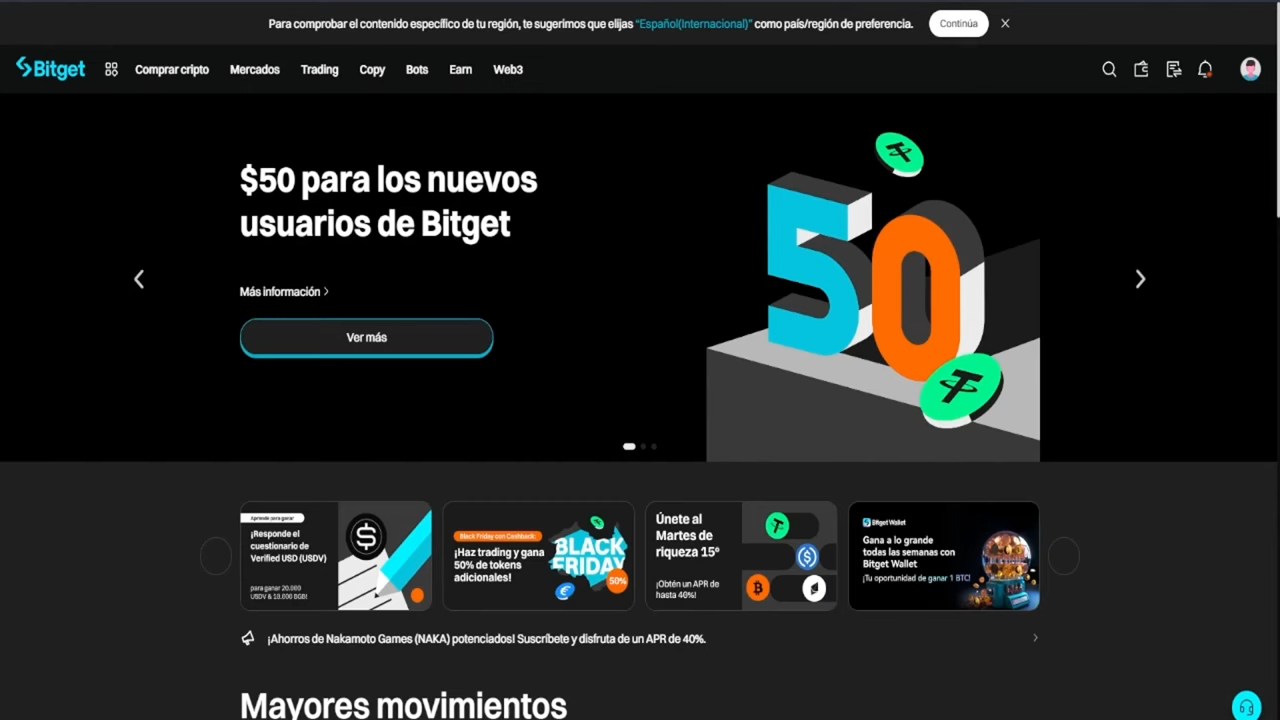 Para comprobar el contenido específico de tu región, te sugerimos que elijas “Español(Internacional)” como país/región de preferencia.
Continúa
Bitget
Comprar cripto
Mercados
Trading
Copy
Bots
Earn
Web3
$50 para los nuevos
usuarios de Bitget
Más información
Ver más
50
Aprende para ganar
¡Responde el
cuestionario de
Verified USD (USDV)
para ganar 20.000
USDV & 10.000 BGB!
Black Friday con Cashback:
¡Haz trading y gana
50% de tokens
adicionales!
BLACK
FRIDAY
50%
Únete al
Martes de
riqueza 15º
¡Obtén un APR de
hasta 40%!
Bitget Wallet
Gana a lo grande
todas las semanas con
Bitget Wallet
¡Tu oportunidad de ganar 1 BTC!
¡Ahorros de Nakamoto Games (NAKA) potenciados! Suscríbete y disfruta de un APR de 40%.
Mayores movimientos